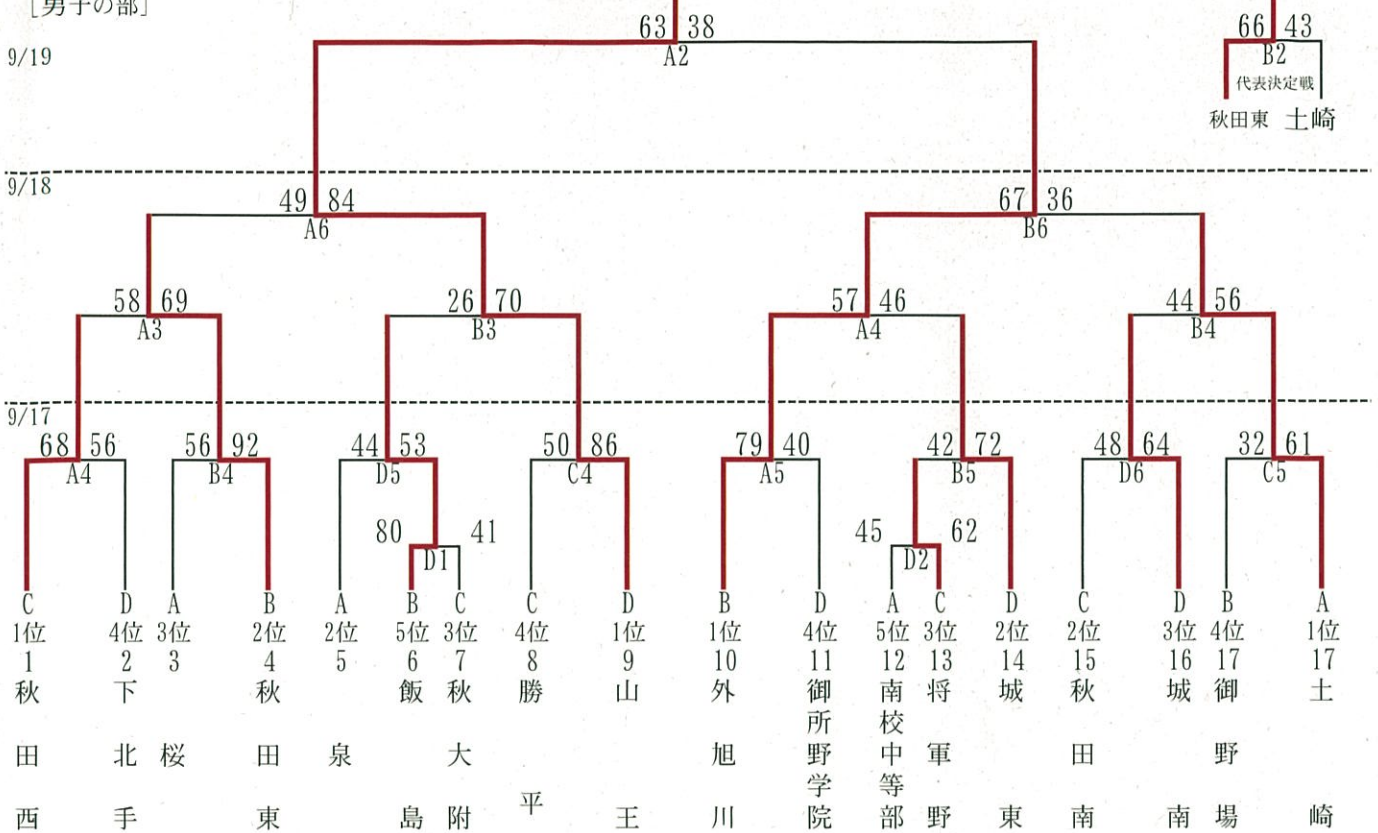 [男子の部]
63 38
A2
9/19
66 43
B2
代表決定戦
秋田東 土崎
9/18
49 84
A6
67 36
B6
58 69
A3
26 70
B3
57 46
A4
44 56
B4
9/17
68 56
A4
56 92
B4
44 53
D5
50 86
C4
79 40
A5
42 72
B5
48 64
D6
32 61
C5
80 41
D1
45 62
D2
C D A B A B C C D B D A C D C D B A
1位 4位 3位 2位 2位 5位 3位 4位 1位 1位 4位 5位 3位 2位 2位 3位 4位 1位
1 2 3 4 5 6 7 8 9 10 11 12 13 14 15 16 17 17
秋田西
下北手
桜
秋田東
泉
飯島
秋大附
勝平
山王
外旭川
御所野学院
南校中等部
将軍野
城東
秋田南
城南
御野場
土崎